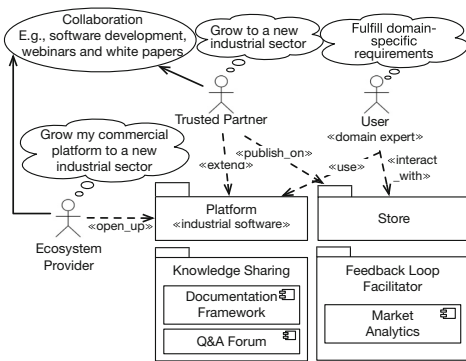 Collaboration
E.g., software development,
webinars and white papers
Grow to a new
industrial sector
Fulfill domain-
specific
requirements
Trusted Partner
User
«domain expert»
Grow my commercial
platform to a new
industrial sector
«extend»
«publish_on»
«use»
«interact
_with»
Ecosystem
Provider
«open_up»
Platform
«industrial software»
Store
Knowledge Sharing
Documentation
Framework
Q&A Forum
Feedback Loop
Facilitator
Market
Analytics